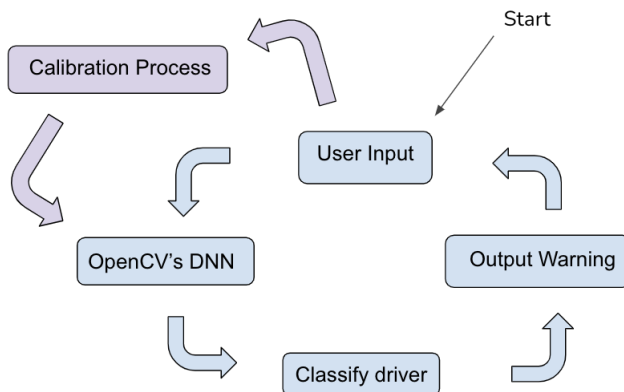 Start
Calibration Process
User Input
OpenCV's DNN
Output Warning
Classify driver